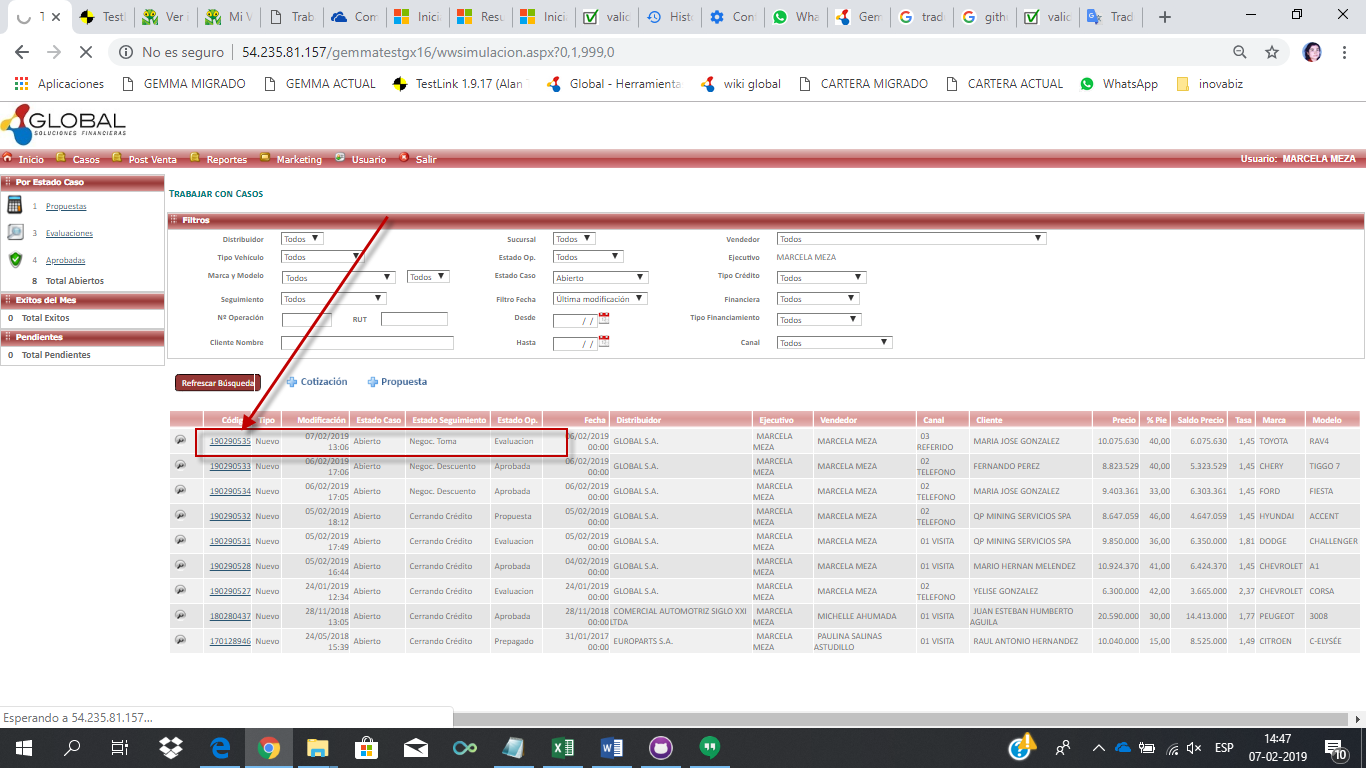 T
TestL
Ver i
Mi V
Trab
Com
Inicia
Resu
Inicia
valid
Histo
Conf
Wha
Gem
tradu
githu
valid
Trad
No es seguro | 54.235.81.157/gemmatestgx16/wwsimulacion.aspx?0,1,999,0
Aplicaciones GEMMA MIGRADO GEMMA ACTUAL TestLink 1.9.17 (Alan Global - Herramienta wiki global CARTERA MIGRADO CARTERA ACTUAL WhatsApp inovabiz
GLOBAL
SOLUCIONES FINANCIERAS
Inicio Casos Post Venta Reportes Marketing Usuario Salir Usuario: MARCELA MEZA
Por Estado Caso
1 Propuestas
3 Evaluaciones
4 Aprobadas
8 Total Abiertos
Exitos del Mes
0 Total Exitos
Pendientes
0 Total Pendientes
TRABAJAR CON CASOS
Filtros
Distribuidor Todos Sucursal Todos Vendedor Todos
Tipo Vehículo Todos Estado Op. Todos Ejecutivo MARCELA MEZA
Marca y Modelo Todos Todos Estado Caso Abierto Tipo Crédito Todos
Seguimiento Todos Filtro Fecha Última modificación Financiera Todos
Nº Operación RUT Desde / / Tipo Financiamiento Todos
Cliente Nombre Hasta / / Canal Todos
Refrescar Búsqueda Cotización Propuesta
Códig Tipo Modificación Estado Caso Estado Seguimiento Estado Op. Fecha Distribuidor Ejecutivo Vendedor Canal Cliente Precio % Pie Saldo Precio Tasa Marca Modelo
190290535 Nuevo 07/02/2019 13:06 Abierto Negoc. Toma Evaluacion 06/02/2019 00:00 GLOBAL S.A. MARCELA MEZA MARCELA MEZA 03 REFERIDO MARIA JOSE GONZALEZ 10.075.630 40,00 6.075.630 1,45 TOYOTA RAV4
190290533 Nuevo 06/02/2019 17:06 Abierto Negoc. Descuento Aprobada 06/02/2019 00:00 GLOBAL S.A. MARCELA MEZA MARCELA MEZA 02 TELEFONO FERNANDO PEREZ 8.823.529 40,00 5.323.529 1,45 CHERY TIGGO 7
190290534 Nuevo 06/02/2019 17:05 Abierto Negoc. Descuento Aprobada 06/02/2019 00:00 GLOBAL S.A. MARCELA MEZA MARCELA MEZA 02 TELEFONO MARIA JOSE GONZALEZ 9.403.361 33,00 6.303.361 1,45 FORD FIESTA
190290532 Nuevo 05/02/2019 18:12 Abierto Cerrando Crédito Propuesta 05/02/2019 00:00 GLOBAL S.A. MARCELA MEZA MARCELA MEZA 02 TELEFONO QP MINING SERVICIOS SPA 8.647.059 46,00 4.647.059 1,45 HYUNDAI ACCENT
190290531 Nuevo 05/02/2019 17:49 Abierto Cerrando Crédito Evaluacion 05/02/2019 00:00 GLOBAL S.A. MARCELA MEZA MARCELA MEZA 01 VISITA QP MINING SERVICIOS SPA 9.850.000 36,00 6.350.000 1,81 DODGE CHALLENGER
190290528 Nuevo 05/02/2019 16:44 Abierto Cerrando Crédito Aprobada 04/02/2019 00:00 GLOBAL S.A. MARCELA MEZA MARCELA MEZA 01 VISITA MARIO HERNAN MELENDEZ 10.924.370 41,00 6.424.370 1,45 CHEVROLET A1
190290527 Nuevo 24/01/2019 12:34 Abierto Cerrando Crédito Evaluacion 24/01/2019 00:00 GLOBAL S.A. MARCELA MEZA MARCELA MEZA 02 TELEFONO YELISE GONZALEZ 6.300.000 42,00 3.665.000 2,37 CHEVROLET CORSA
180280437 Nuevo 28/11/2018 13:05 Abierto Cerrando Crédito Aprobada 28/11/2018 00:00 COMERCIAL AUTOMOTRIZ SIGLO XXI LTDA MARCELA MEZA MICHELLE AHUMADA 01 VISITA JUAN ESTEBAN HUMBERTO AGUILA 20.590.000 30,00 14.413.000 1,77 PEUGEOT 3008
170128946 Nuevo 24/05/2018 15:39 Abierto Cerrando Crédito Prepagado 31/01/2017 00:00 EUROPARTS S.A. MARCELA MEZA PAULINA SALINAS ASTUDILLO 01 VISITA RAUL ANTONIO HERNANDEZ 10.040.000 15,00 8.525.000 1,49 CITROEN C-ELYSÉE
Esperando a 54.235.81.157...
ESP
14:47
07-02-2019
10